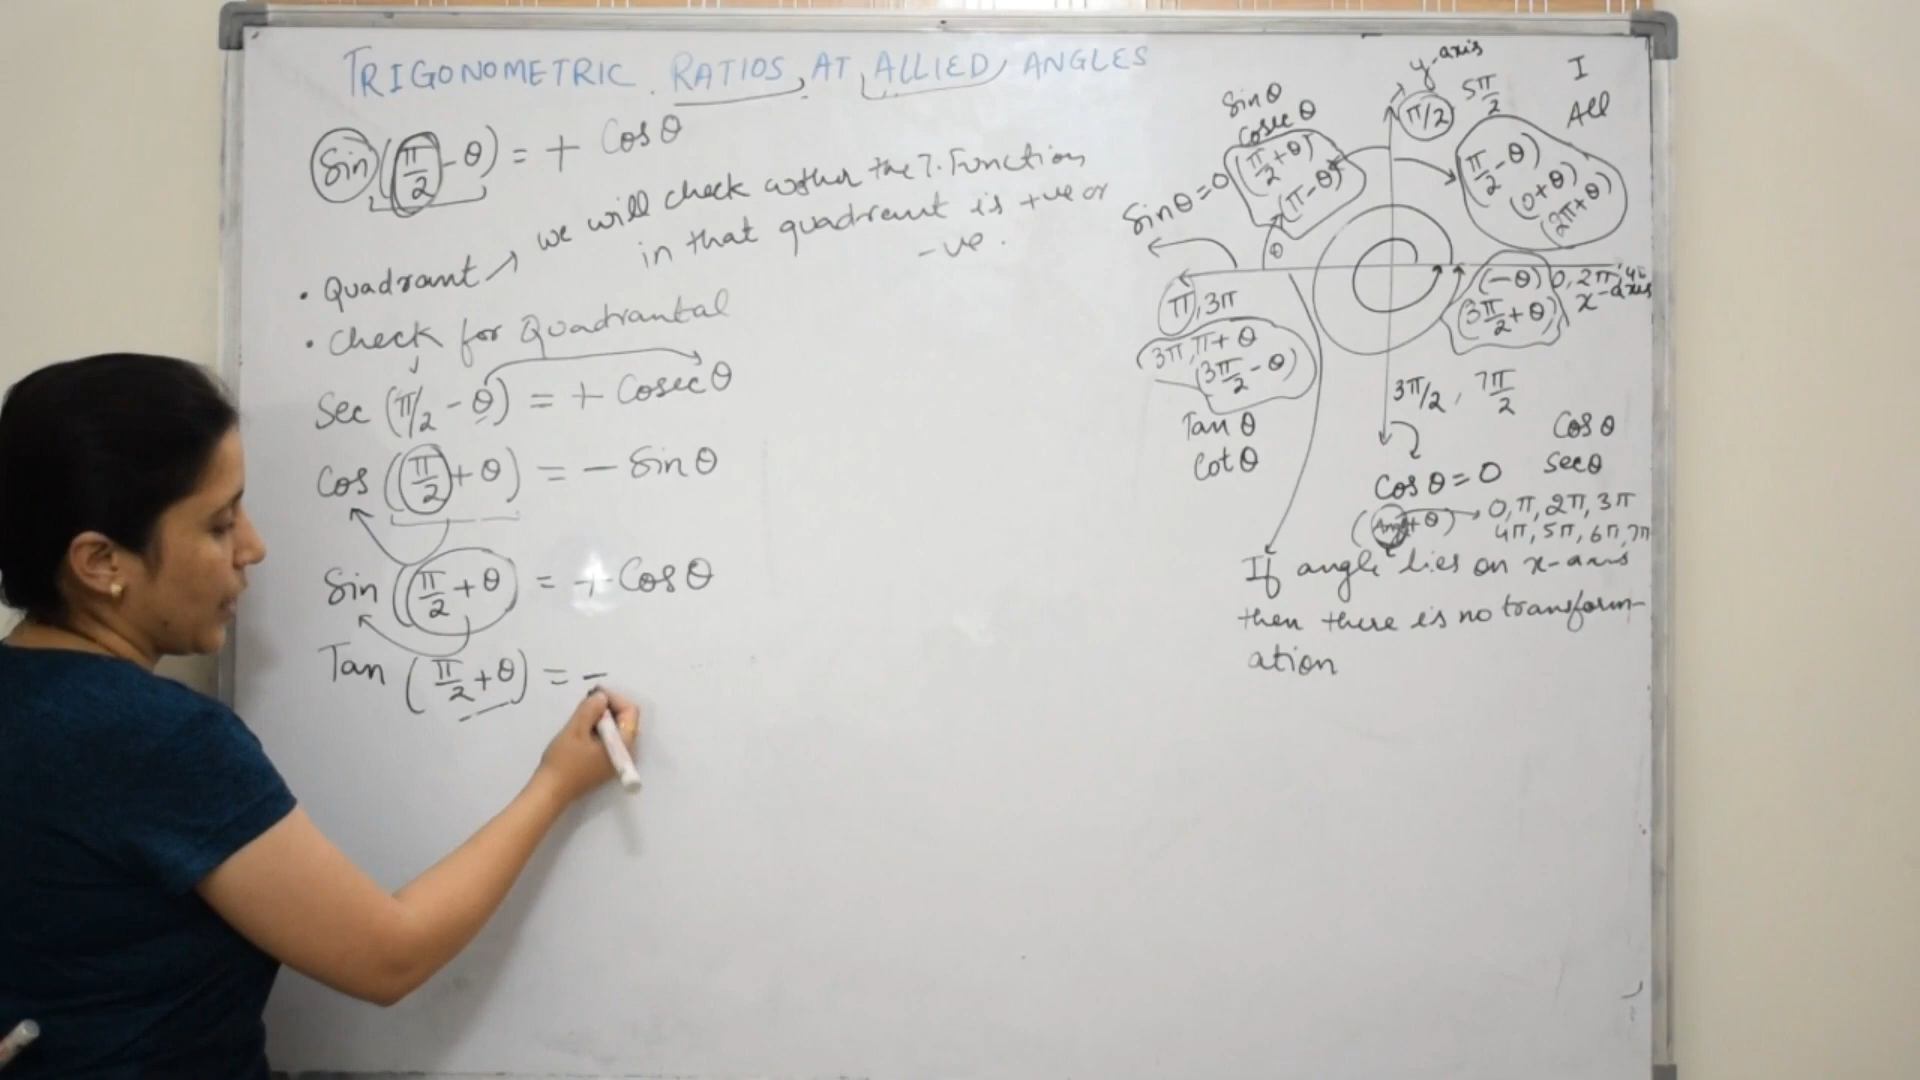 TRIGONOMETRIC RATIOS AT ALLIED ANGLES
Sin (π/2 - θ) = + Cos θ
• Quadrant → we will check the T. Function
in that quadrant is +ve or
-ve.
• Check for Quadrantal
Sec (π/2 - θ) = + Cosec θ
Cos (π/2 + θ) = - Sin θ
Sin (π/2 + θ) = + Cos θ
Tan (π/2 + θ) = -
y-axis
π/2 5π/2
I
All
Sin θ
Cosec θ
(π/2 + θ)
(π - θ)
Sin θ = 0
θ
(π/2 - θ)
(0 + θ)
(2π + θ)
(-θ) 0, 2π,
(3π/2 + θ) x-axis
π, 3π
3π, π + θ
(3π/2 - θ)
Tan θ
Cot θ
3π/2, 7π/2
Cos θ
Sec θ
Cos θ = 0
+ θ) → 0, π, 2π, 3π
4π, 5π, 6π, 7π
If angle lies on x-axis
then there is no transform-
ation